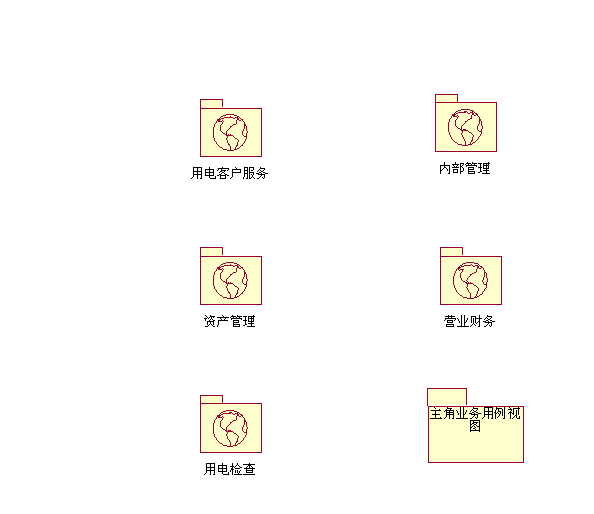 用电客户服务
内部管理
资产管理
营业财务
用电检查
主角业务用例视
图